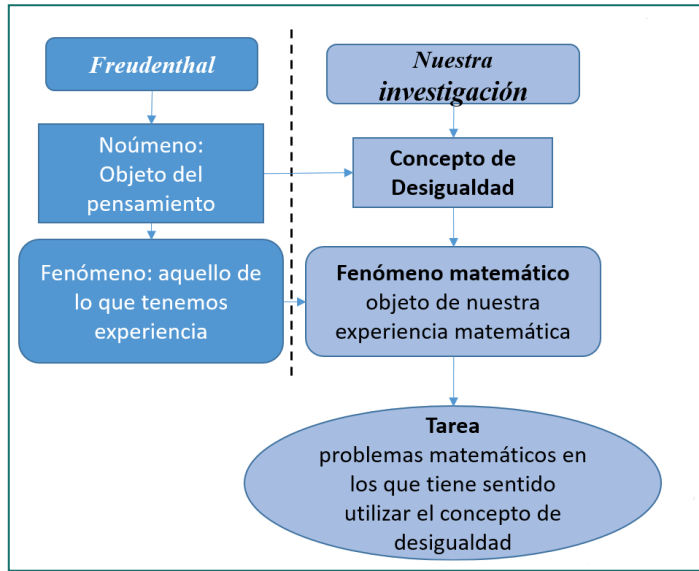 Freudenthal
Noúmeno:
Objeto del
pensamiento
Fenómeno: aquello de
lo que tenemos
experiencia
Nuestra
investigación
Concepto de
Desigualdad
Fenómeno matemático
objeto de nuestra
experiencia matemática
Tarea
problemas matemáticos en
los que tiene sentido
utilizar el concepto de
desigualdad